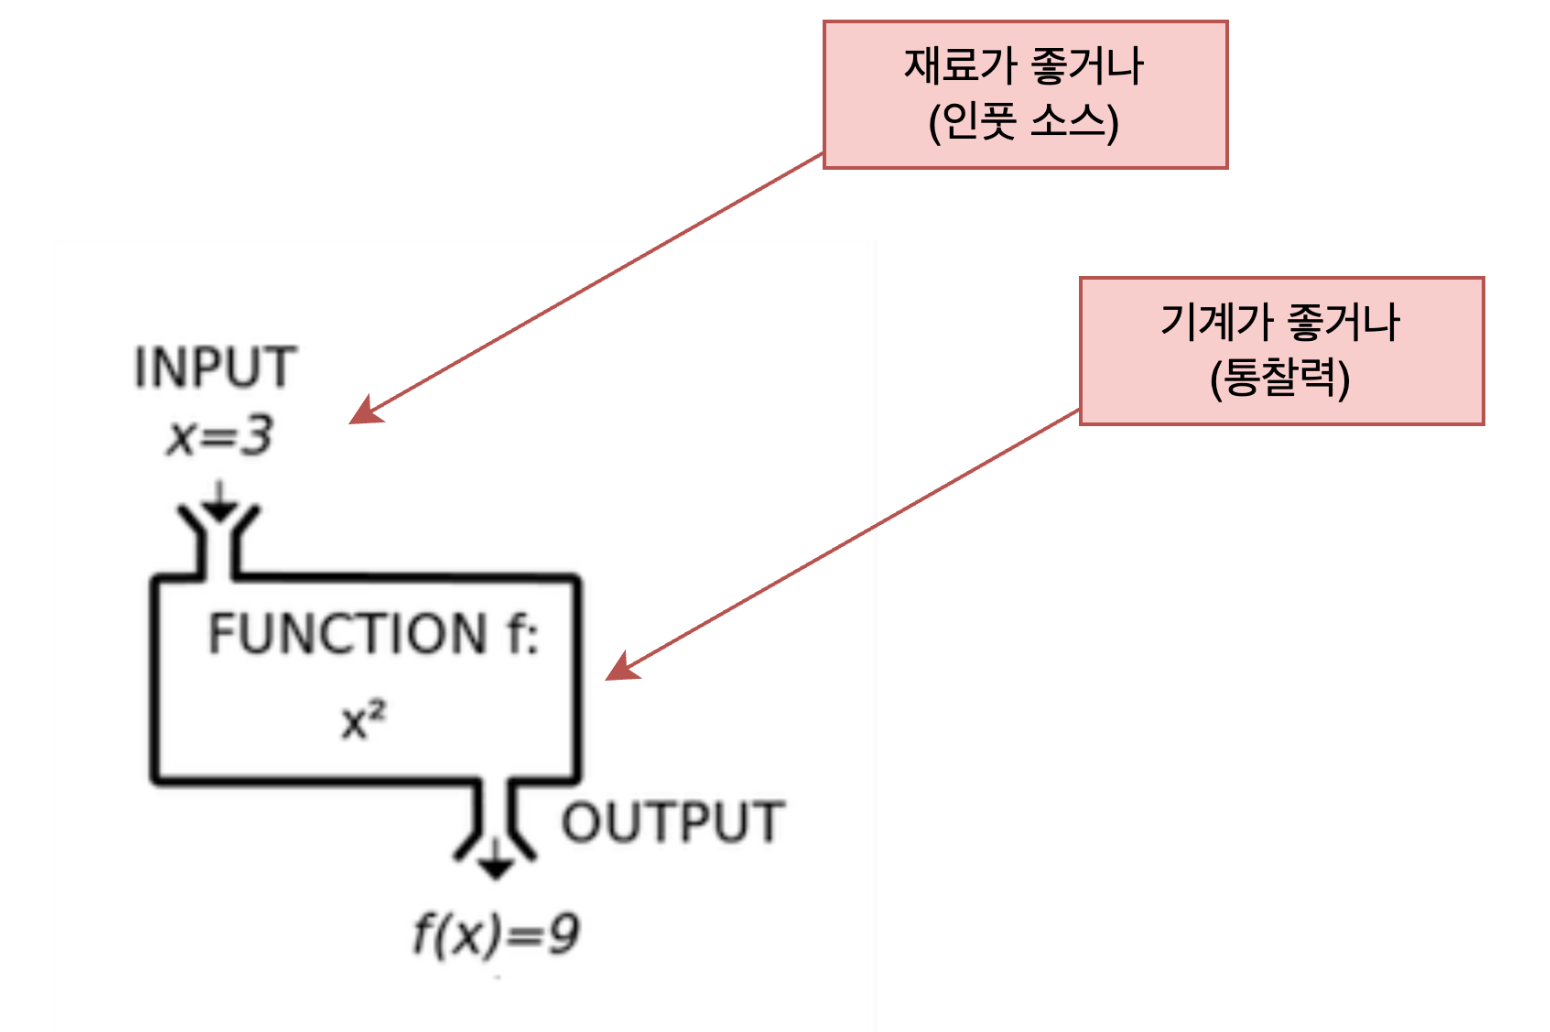 재료가 좋거나
(인풋 소스)
기계가 좋거나
(통찰력)
INPUT
x=3
FUNCTION f:
x²
OUTPUT
f(x)=9